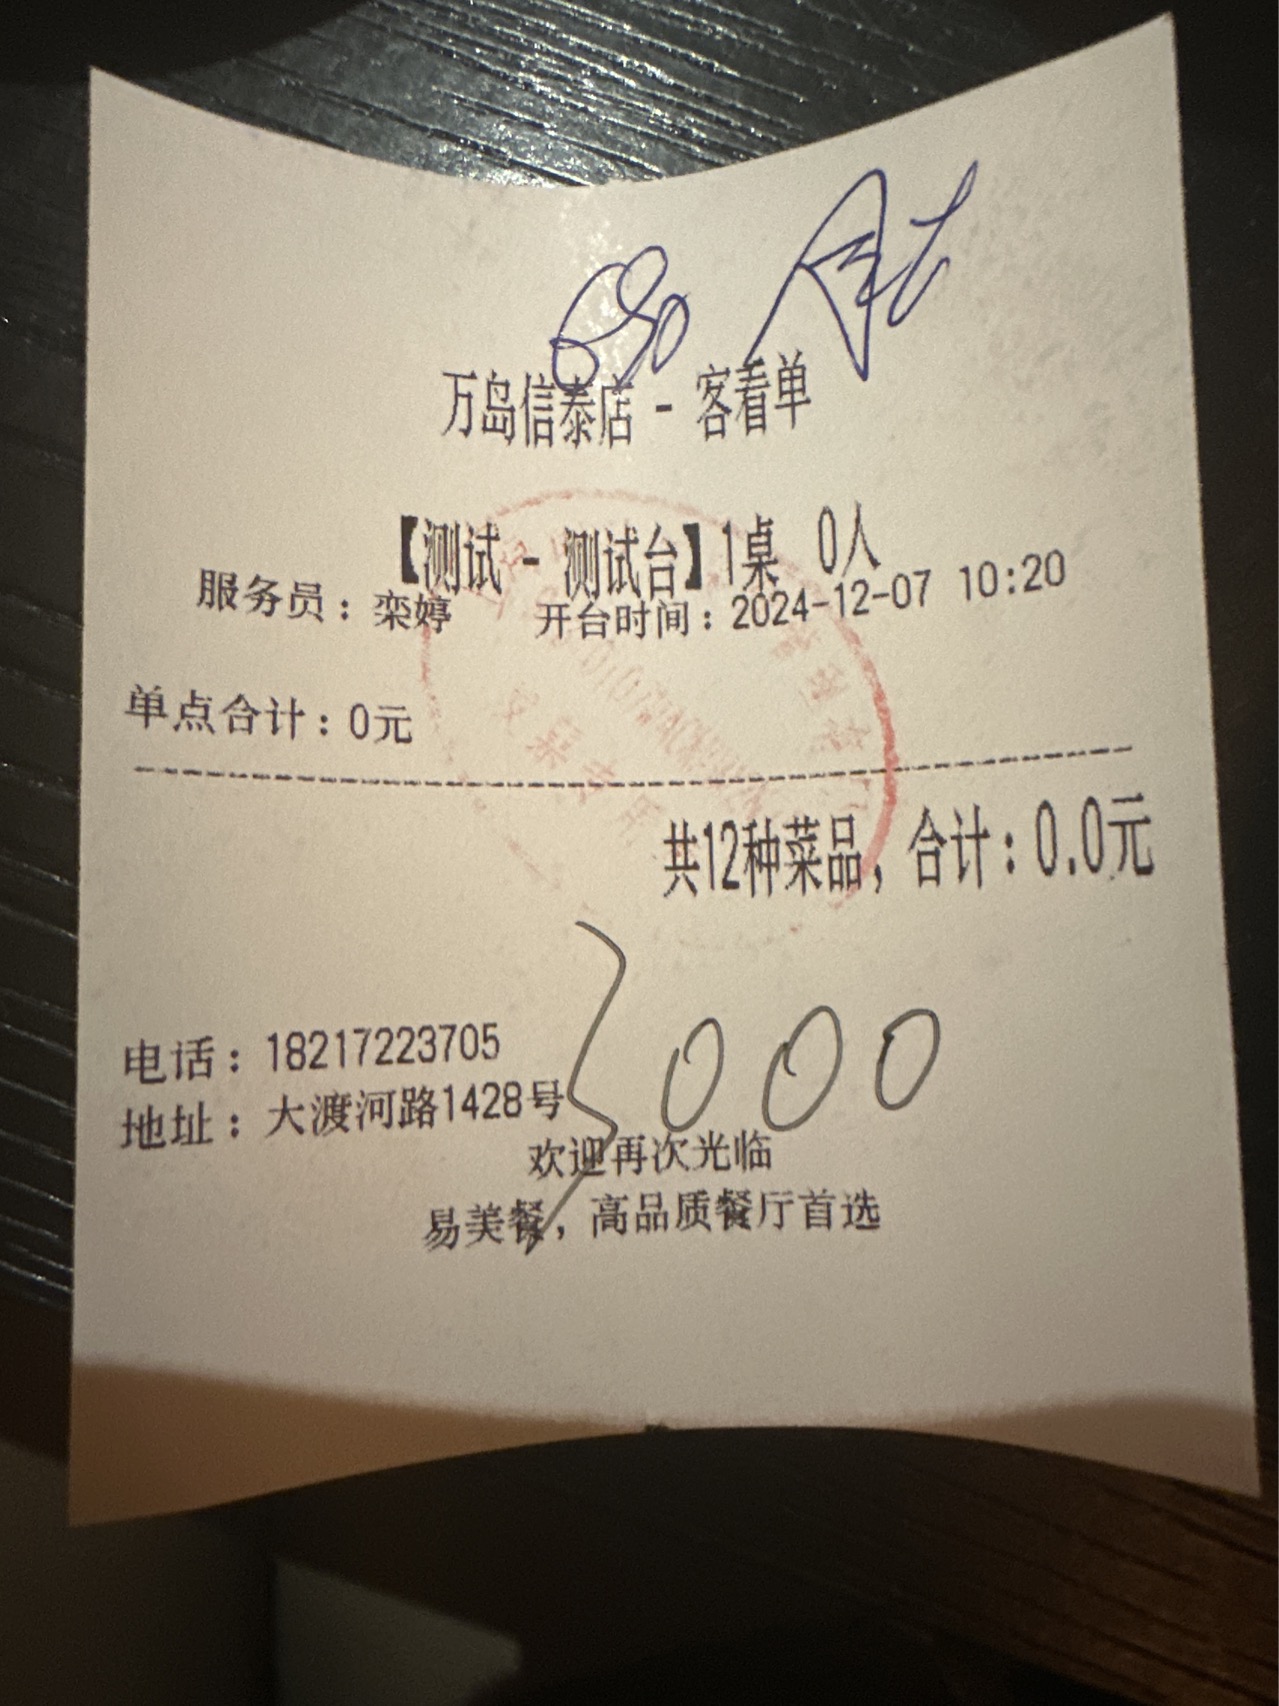 万岛信泰店 - 客看单
【测试 - 测试台】1桌 0人
服务员：栾婷 开台时间：2024-12-07 10:20
单点合计：0元
共12种菜品，合计：0.0元
3000
电话：18217223705
地址：大渡河路1428号
欢迎再次光临
易美餐，高品质餐厅首选